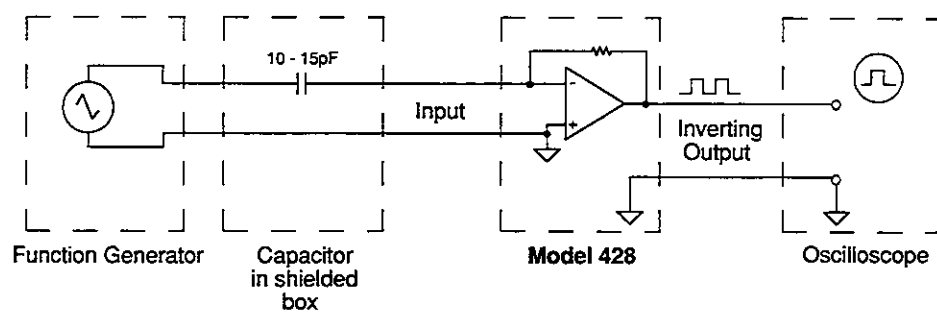 10 - 15pF
Input
-
+
Inverting
Output
Function Generator
Capacitor
in shielded
box
Model 428
Oscilloscope